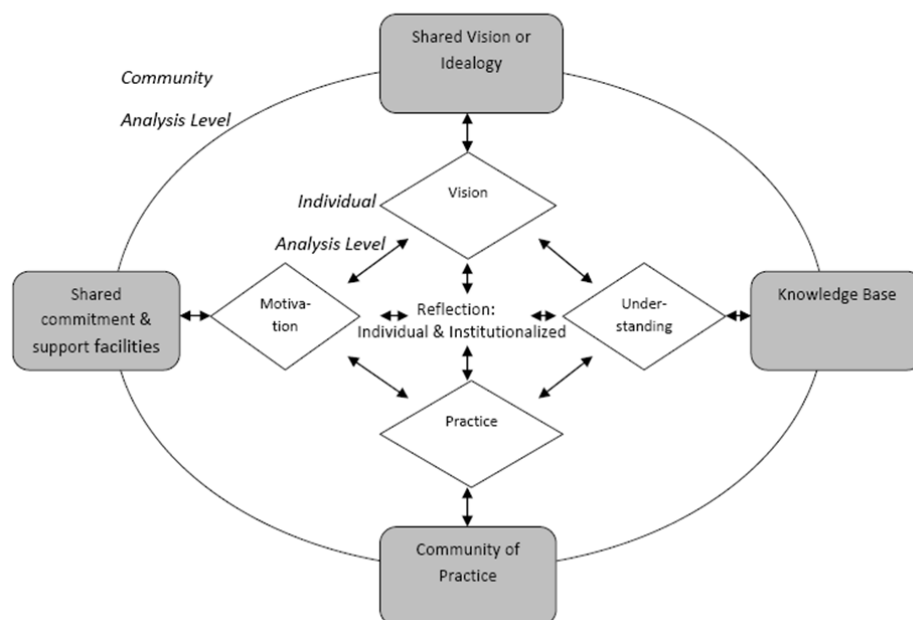 Shared Vision or
Idealogy
Community
Analysis Level
Vision
Individual
Analysis Level
Shared
commitment &
support facilities
Motiva-
tion
Reflection:
Individual & Institutionalized
Under-
standing
Knowledge Base
Practice
Community of
Practice